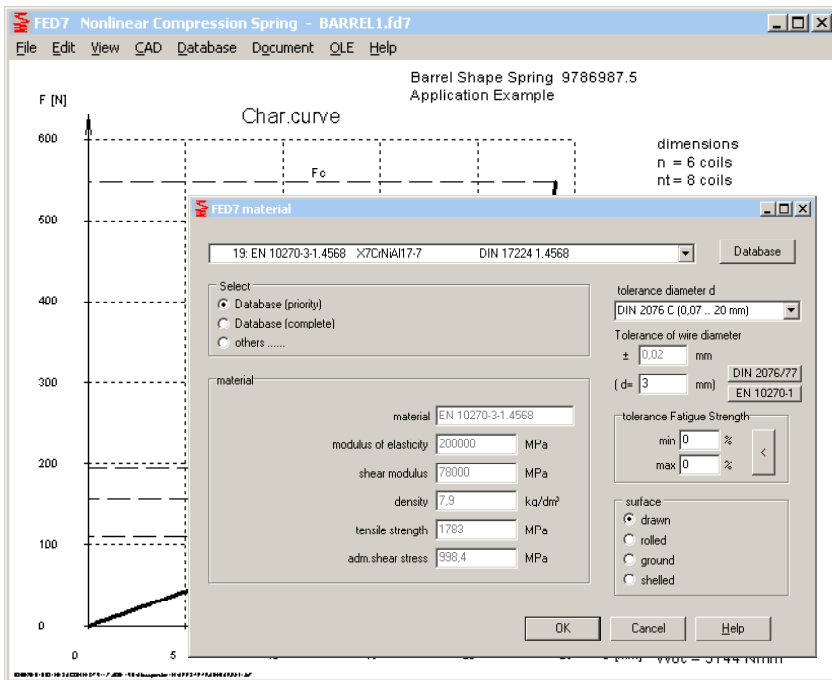 FED7 Nonlinear Compression Spring - BARREL1.fd7
File Edit View CAD Database Document OLE Help
Barrel Shape Spring 9786987.5
Application Example
F [N]
Char.curve
600
dimensions
n = 6 coils
nt = 8 coils
Fc
500
400
300
200
100
0
0 5
FED7 material
19: EN 10270-3-1.4568 X7CrNiAl17-7 DIN 17224 1.4568
Database
Select
Database (priority)
Database (complete)
others ......
material
material EN 10270-3-1.4568
modulus of elasticity 200000 MPa
shear modulus 78000 MPa
density 7,9 kg/dm³
tensile strength 1783 MPa
adm.shear stress 998,4 MPa
tolerance diameter d
DIN 2076 C (0,07 .. 20 mm)
Tolerance of wire diameter
± 0,02 mm
( d= 3 mm)
DIN 2076/77
EN 10270-1
tolerance Fatigue Strength
min 0 %
max 0 %
<
surface
drawn
rolled
ground
shelled
OK Cancel Help